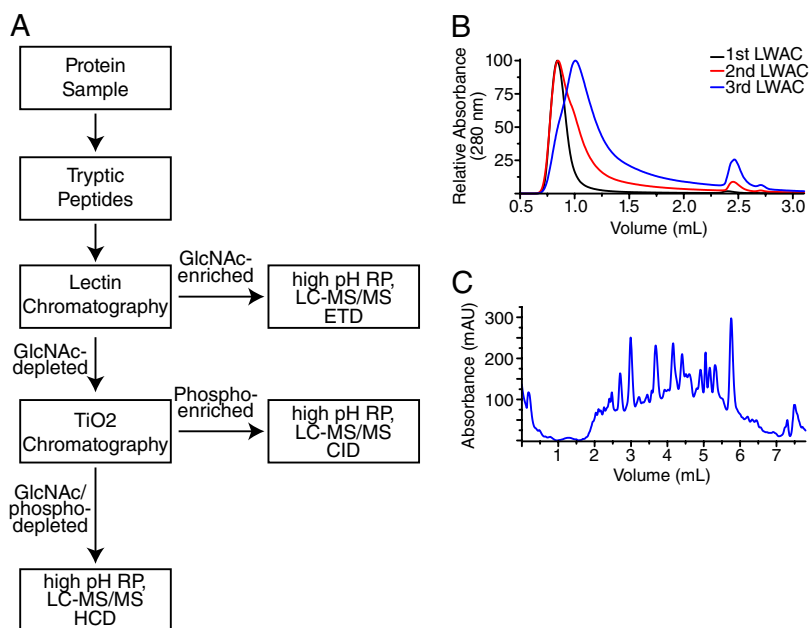 A
Protein
Sample
Tryptic
Peptides
Lectin
Chromatography
GlcNAc-
enriched
high pH RP,
LC-MS/MS
ETD
GlcNAc-
depleted
TiO2
Chromatography
Phospho-
enriched
high pH RP,
LC-MS/MS
CID
GlcNAc/
phospho-
depleted
high pH RP,
LC-MS/MS
HCD
B
1st LWAC
2nd LWAC
3rd LWAC
Relative Absorbance
(280 nm)
100
75
50
25
0.5 1.0 1.5 2.0 2.5 3.0
Volume (mL)
C
Absorbance (mAU)
300
200
100
1 2 3 4 5 6 7
Volume (mL)